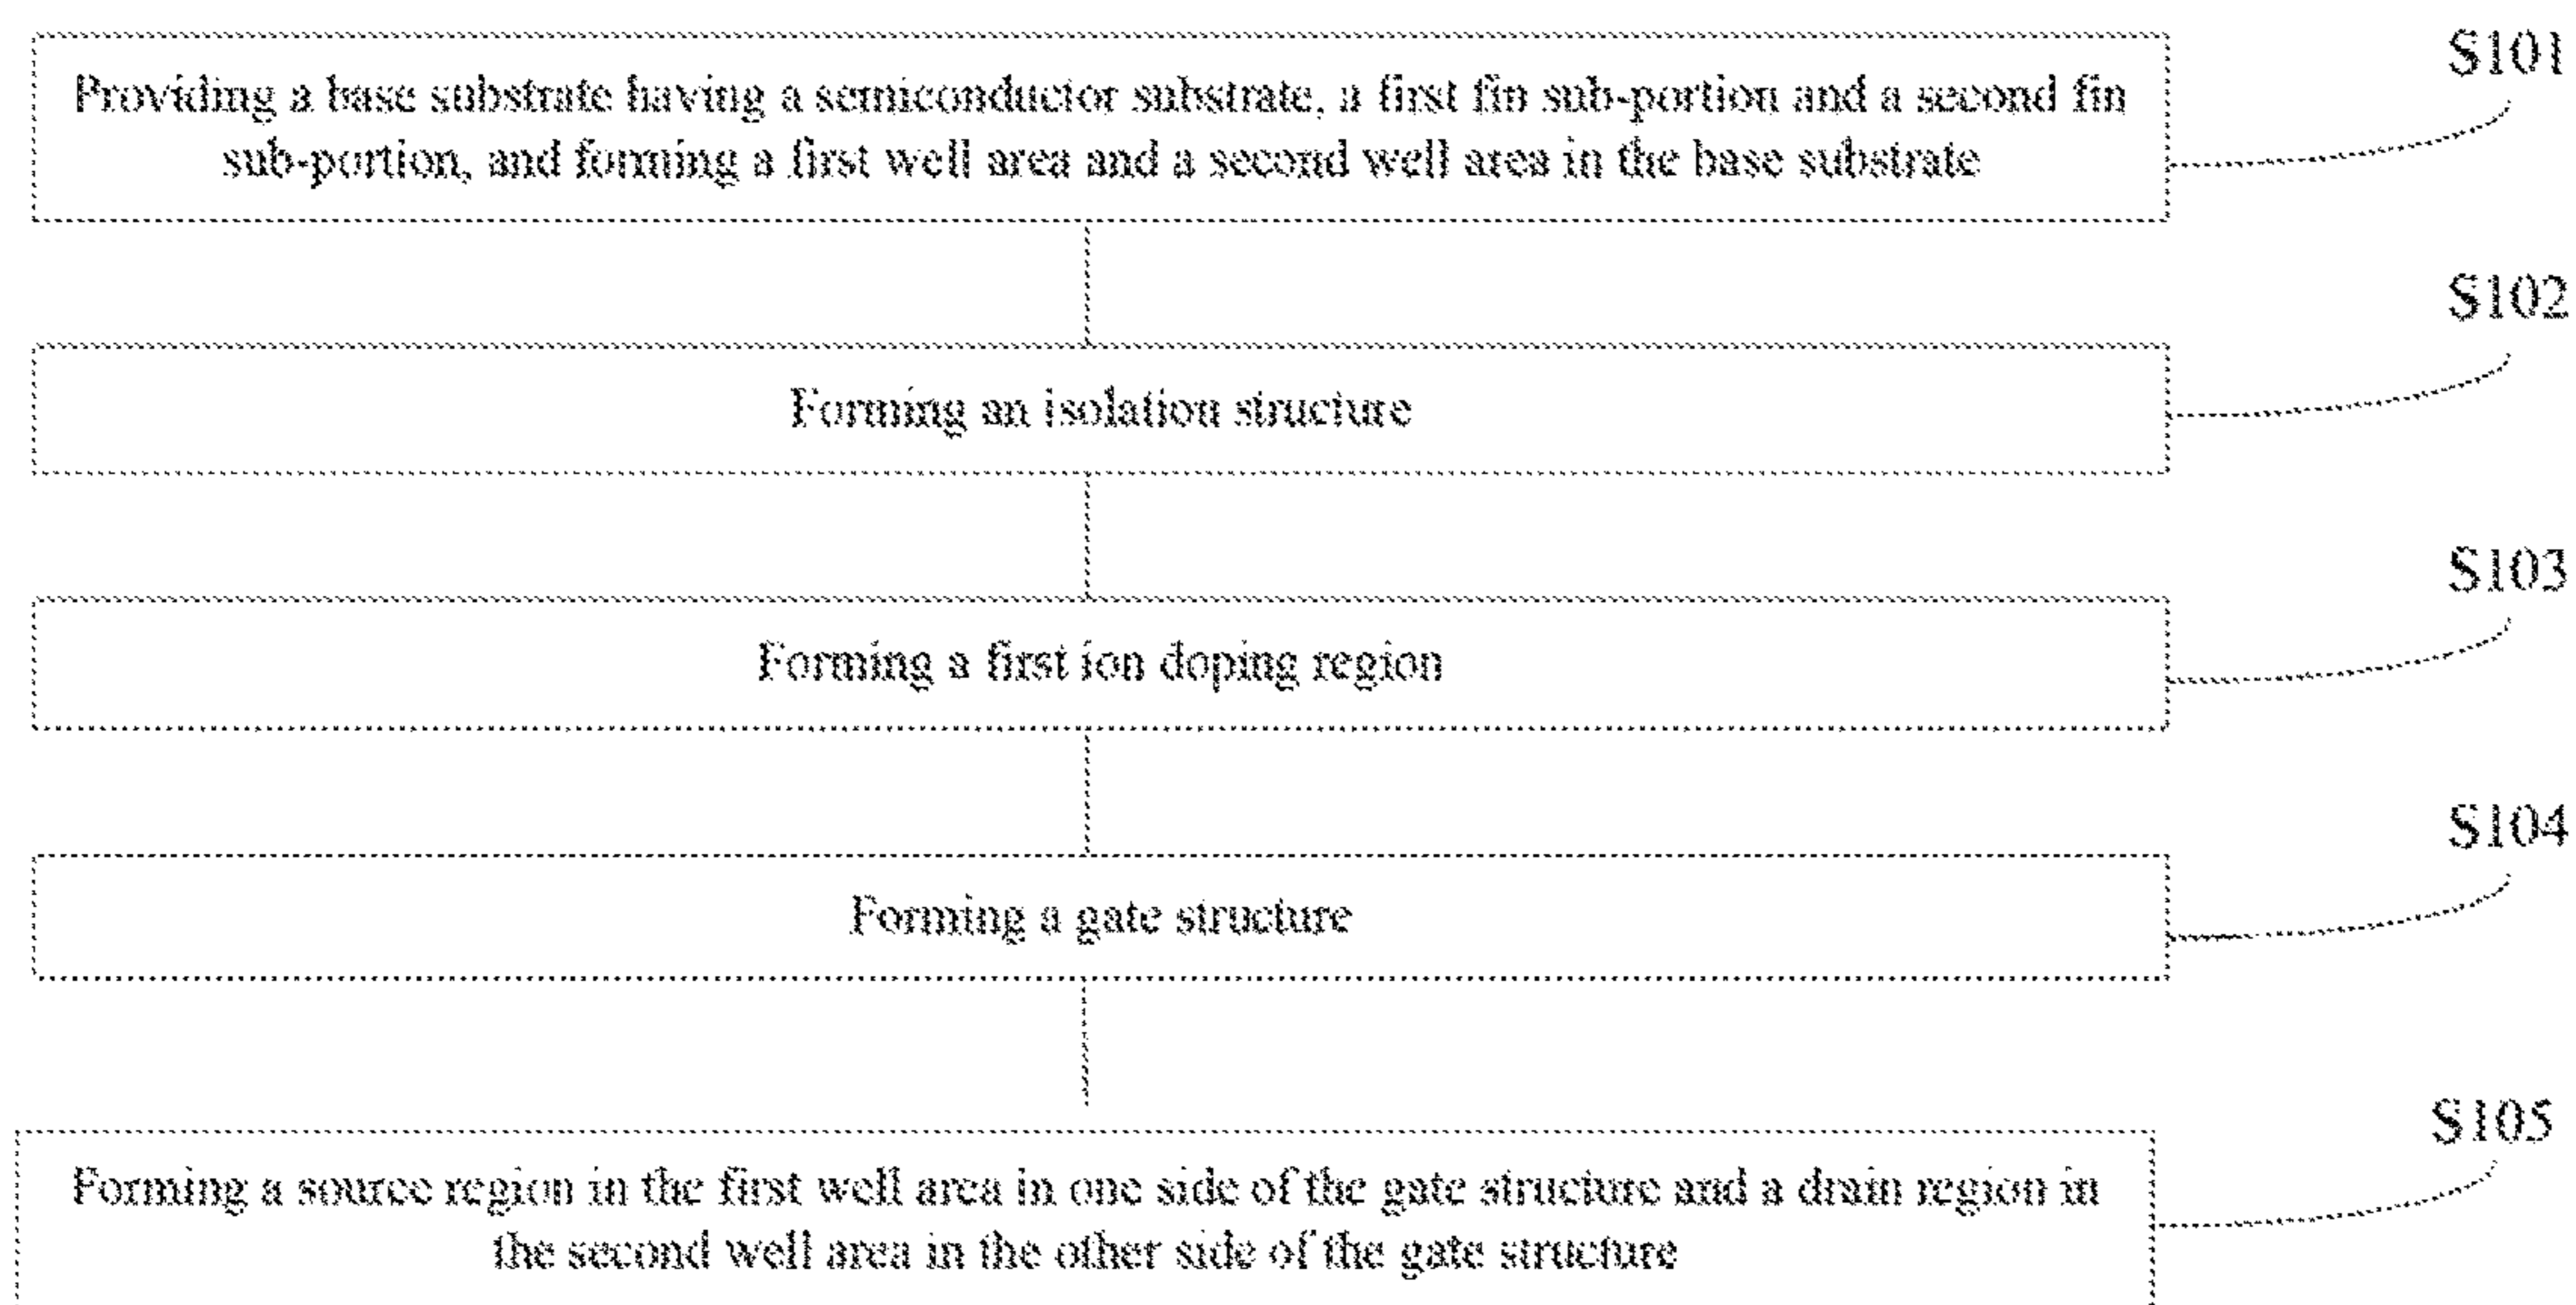 S101
Providing a base substrate having a semiconductor substrate, a first fin sub-portion and a second fin
sub-portion, and forming a first well area and a second well area in the base substrate
S102
Forming an isolation structure
S103
Forming a first ion doping region
S104
Forming a gate structure
S105
Forming a source region in the first well area in one side of the gate structure and a drain region in
the second well area in the other side of the gate structure